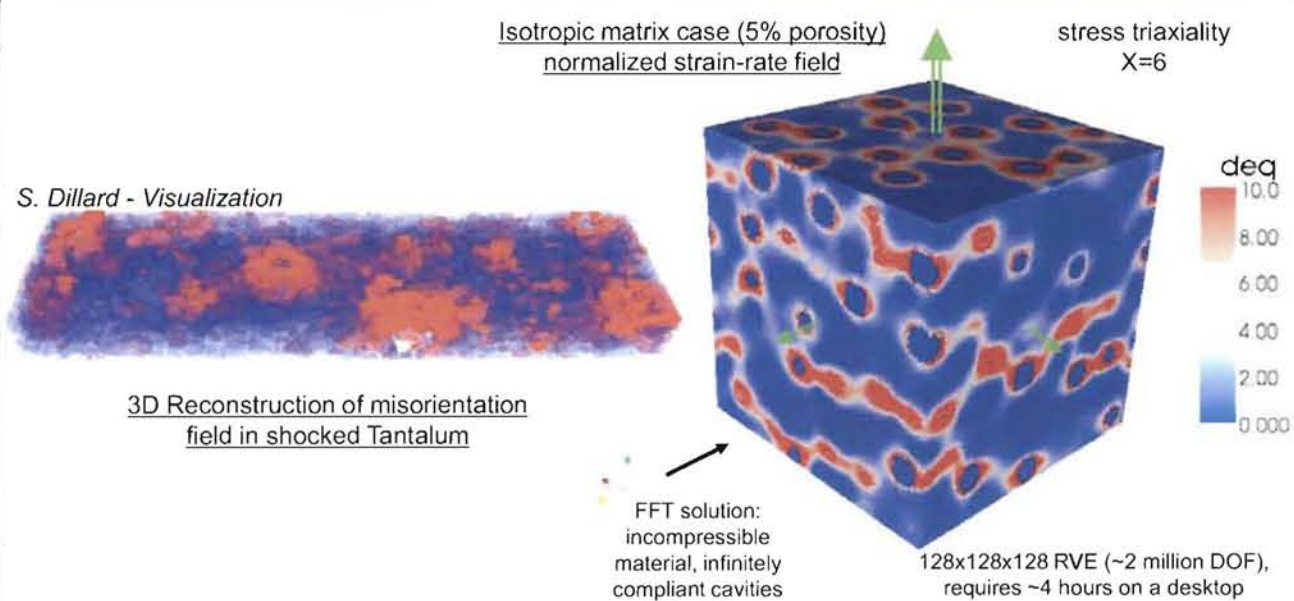 Isotropic matrix case (5% porosity)
normalized strain-rate field
stress triaxiality
X=6
S. Dillard - Visualization
deq
10.0
8.00
6.00
4.00
2.00
0.000
3D Reconstruction of misorientation
field in shocked Tantalum
FFT solution:
incompressible
material, infinitely
compliant cavities
128x128x128 RVE (~2 million DOF),
requires ~4 hours on a desktop